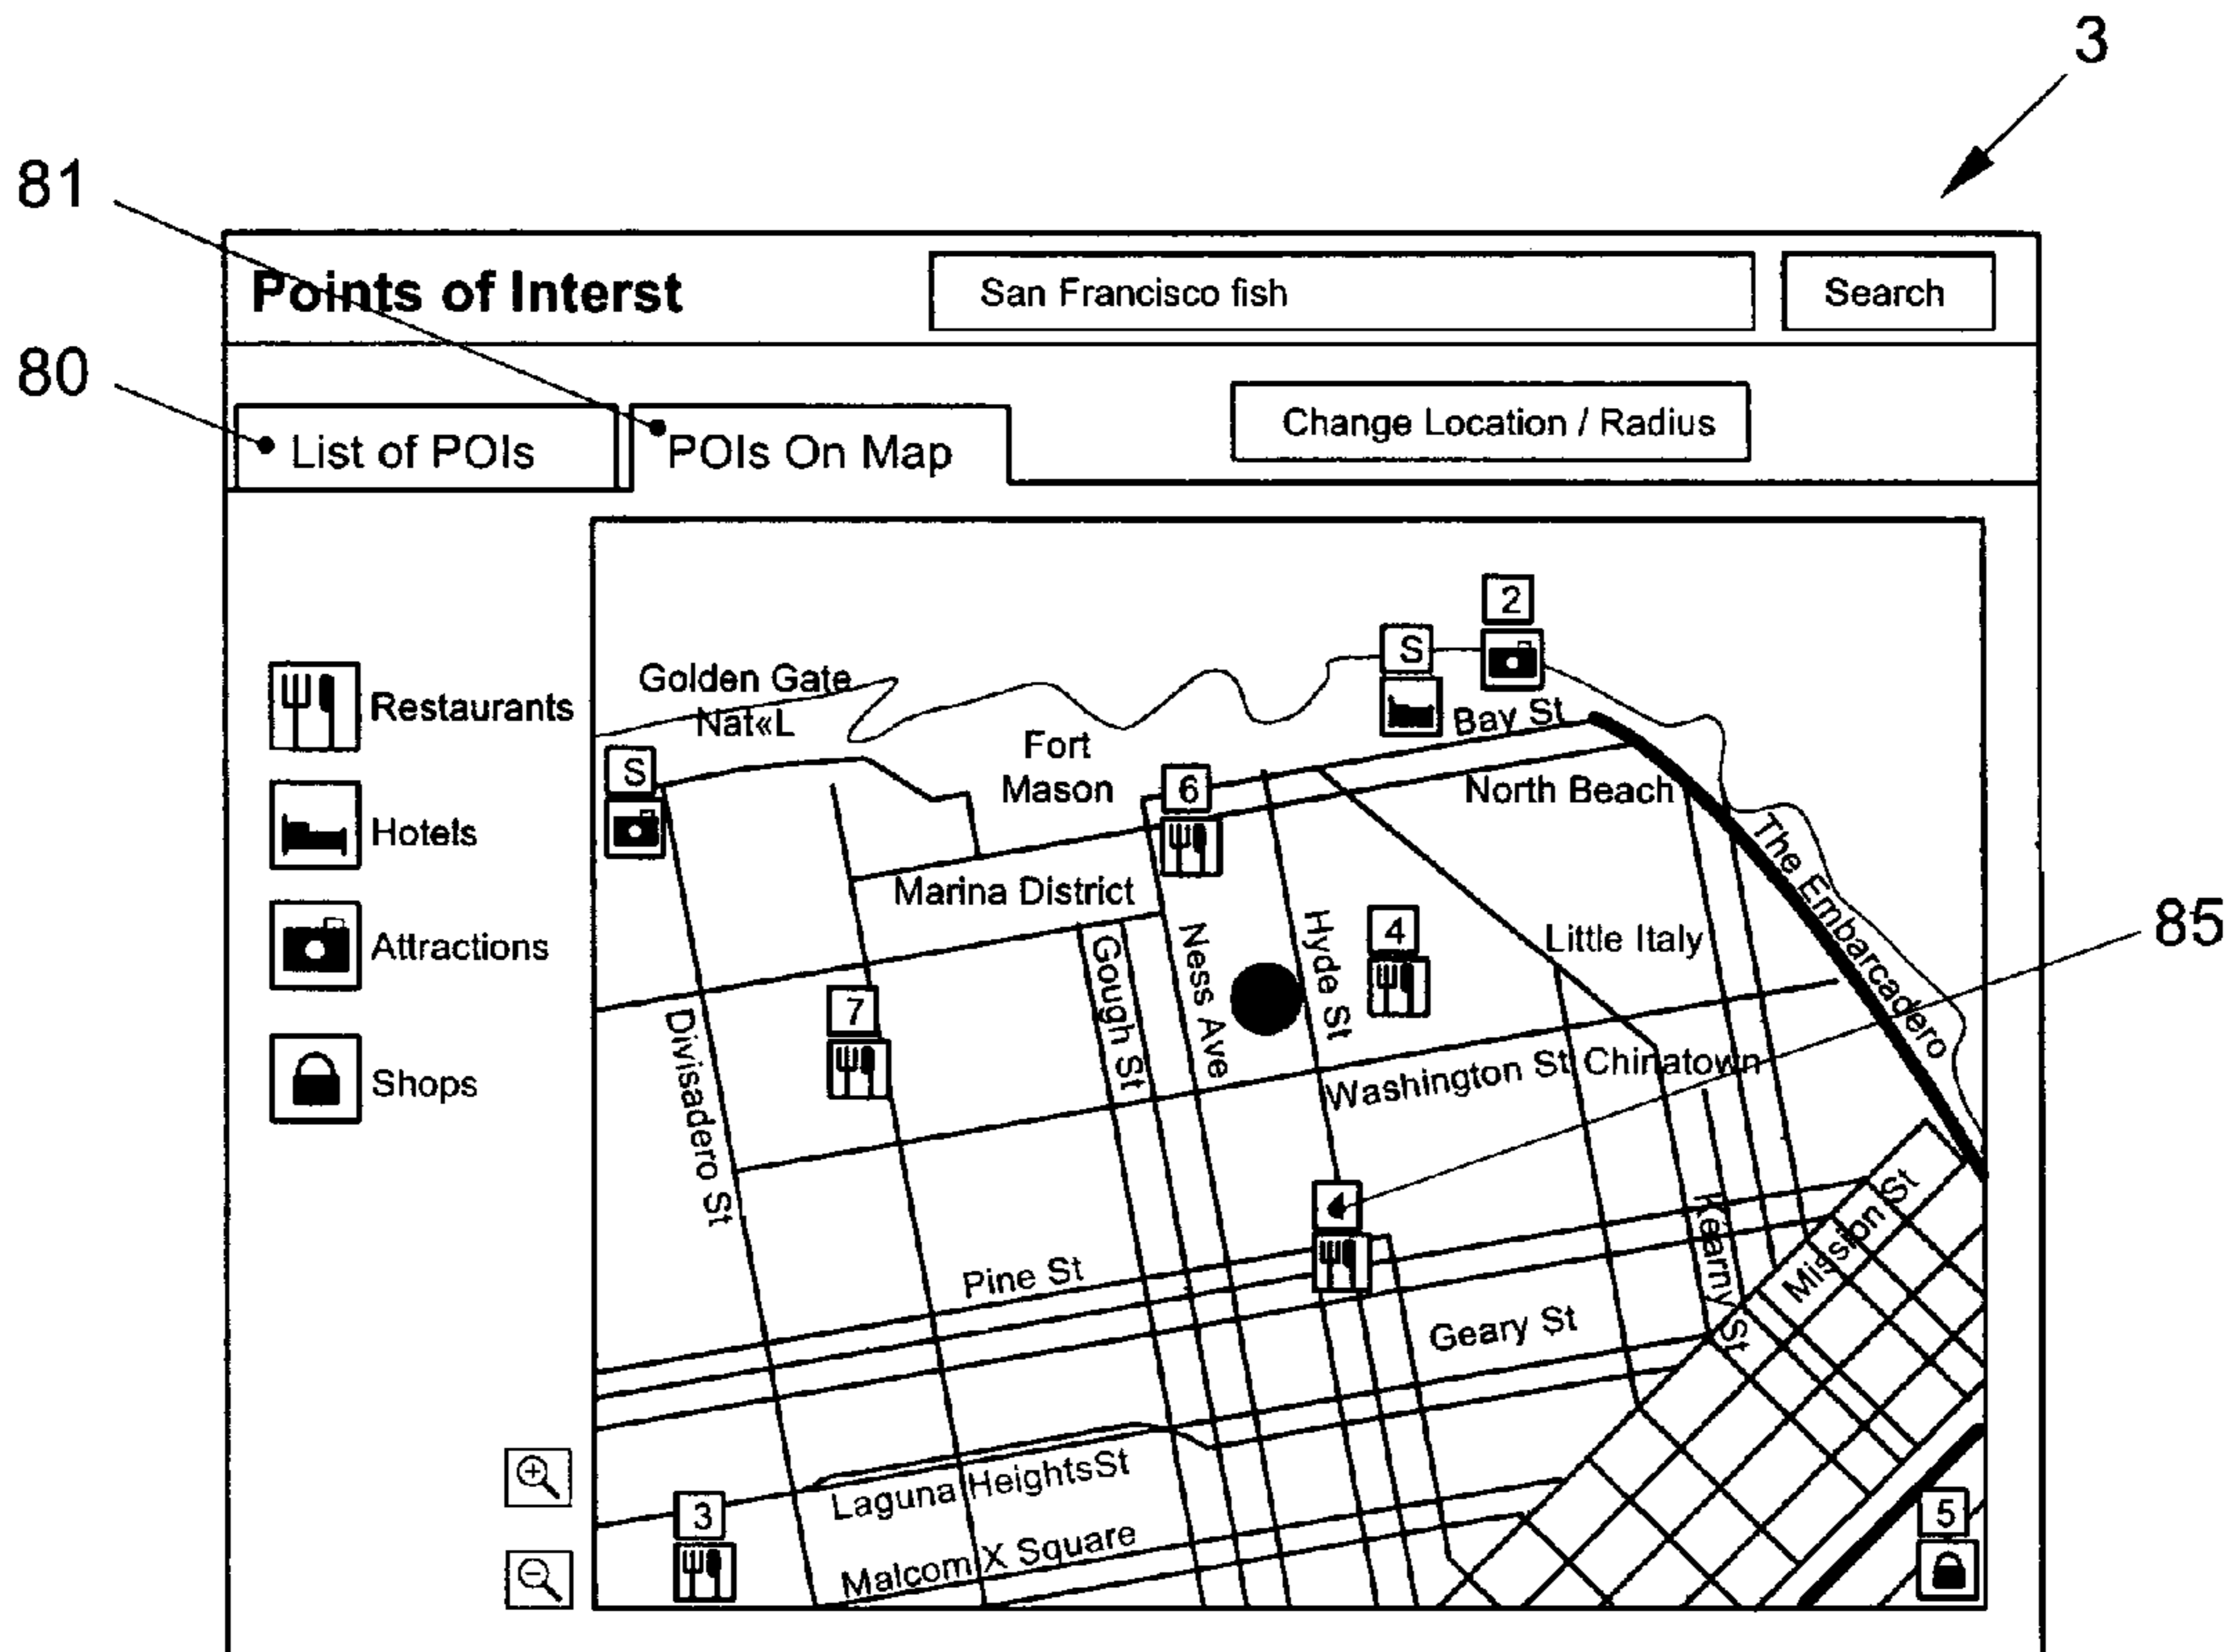 3
81
Points of Interst
San Francisco fish
Search
80
List of POIs
POIs On Map
Change Location / Radius
2
S
Golden Gate
Nat«L
Restaurants
Bay St
Fort
Mason
S
6
North Beach
Hotels
The Embarcadero
Marina District
85
4
Little Italy
Attractions
Gough St
Ness Ave
Hyde St
7
Divisadero St
Washington St
Chinatown
Shops
4
Kearny St
Mission St
Pine St
Geary St
Laguna HeightsSt
3
5
Malcom X Square